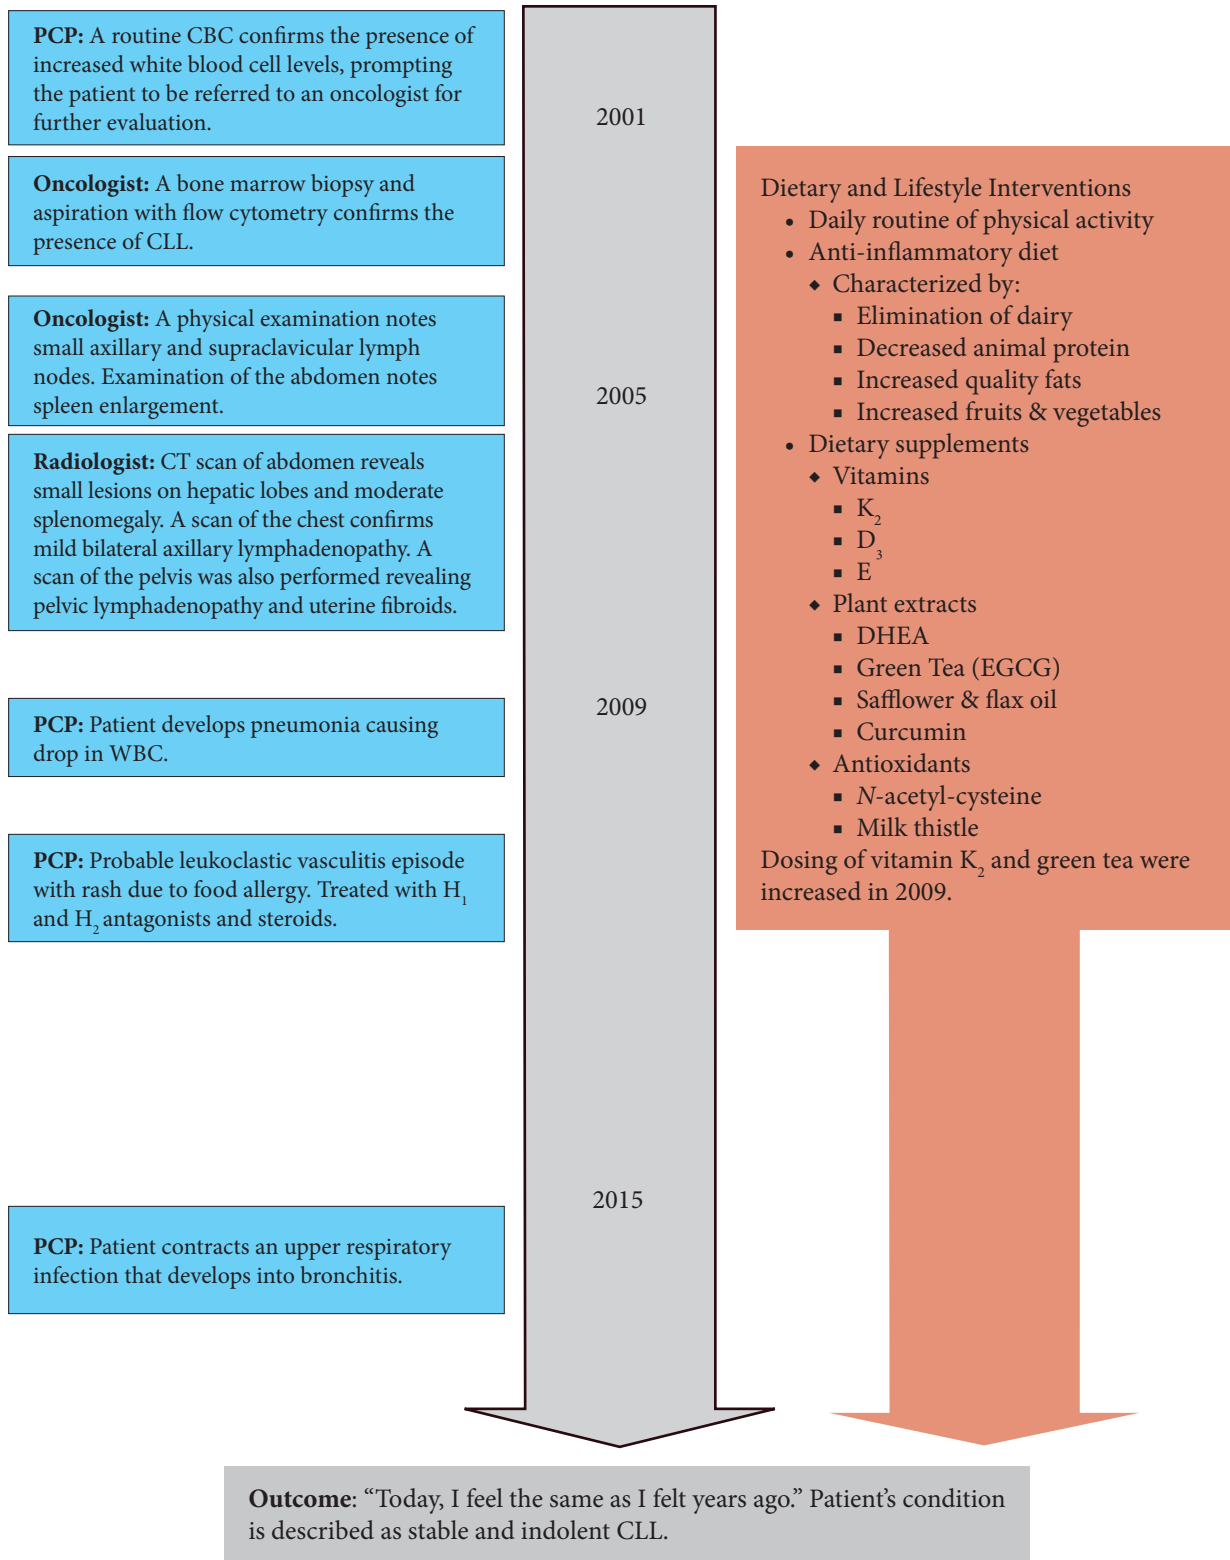 PCP: A routine CBC confirms the presence of
increased white blood cell levels, prompting
the patient to be referred to an oncologist for
further evaluation.
Oncologist: A bone marrow biopsy and
aspiration with flow cytometry confirms the
presence of CLL.
Oncologist: A physical examination notes
small axillary and supraclavicular lymph
nodes. Examination of the abdomen notes
spleen enlargement.
Radiologist: CT scan of abdomen reveals
small lesions on hepatic lobes and moderate
splenomegaly. A scan of the chest confirms
mild bilateral axillary lymphadenopathy. A
scan of the pelvis was also performed revealing
pelvic lymphadenopathy and uterine fibroids.
PCP: Patient develops pneumonia causing
drop in WBC.
PCP: Probable leukoclastic vasculitis episode
with rash due to food allergy. Treated with H₁
and H₂ antagonists and steroids.
PCP: Patient contracts an upper respiratory
infection that develops into bronchitis.
2001
2005
2009
2015
Dietary and Lifestyle Interventions
• Daily routine of physical activity
• Anti-inflammatory diet
◆ Characterized by:
▪ Elimination of dairy
▪ Decreased animal protein
▪ Increased quality fats
▪ Increased fruits & vegetables
• Dietary supplements
◆ Vitamins
▪ K₂
▪ D₃
▪ E
◆ Plant extracts
▪ DHEA
▪ Green Tea (EGCG)
▪ Safflower & flax oil
▪ Curcumin
◆ Antioxidants
▪ N-acetyl-cysteine
▪ Milk thistle
Dosing of vitamin K₂ and green tea were
increased in 2009.
Outcome: “Today, I feel the same as I felt years ago.” Patient’s condition
is described as stable and indolent CLL.